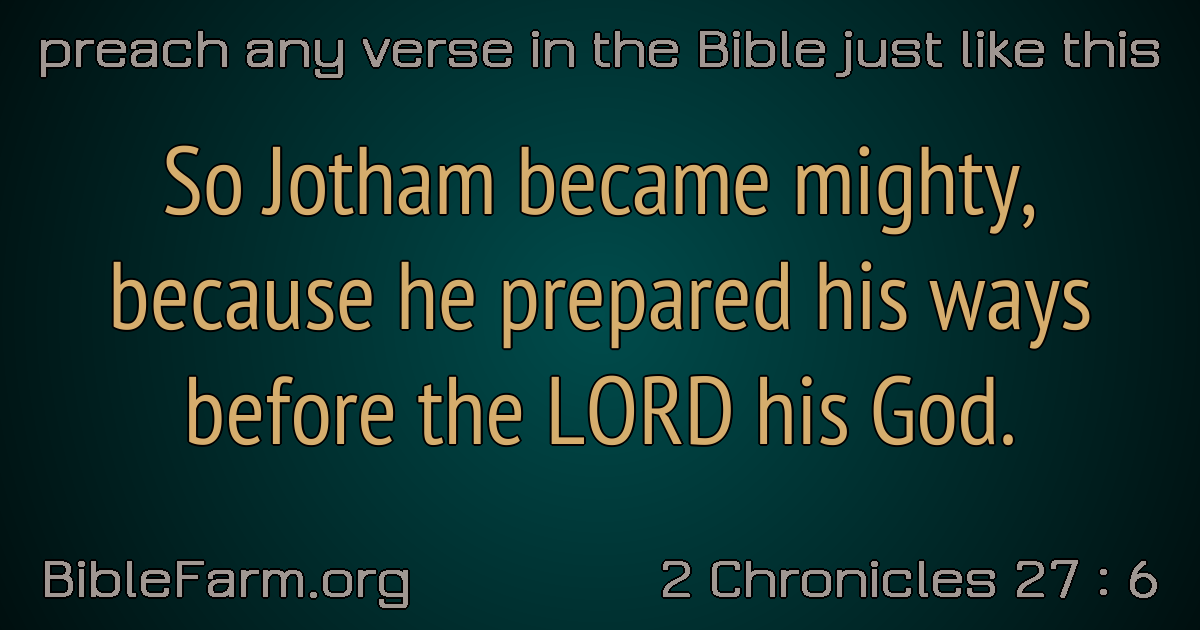 preach any verse in the Bible just like this
So Jotham became mighty,
because he prepared his ways
before the LORD his God.
BibleFarm.org
2 Chronicles 27 : 6